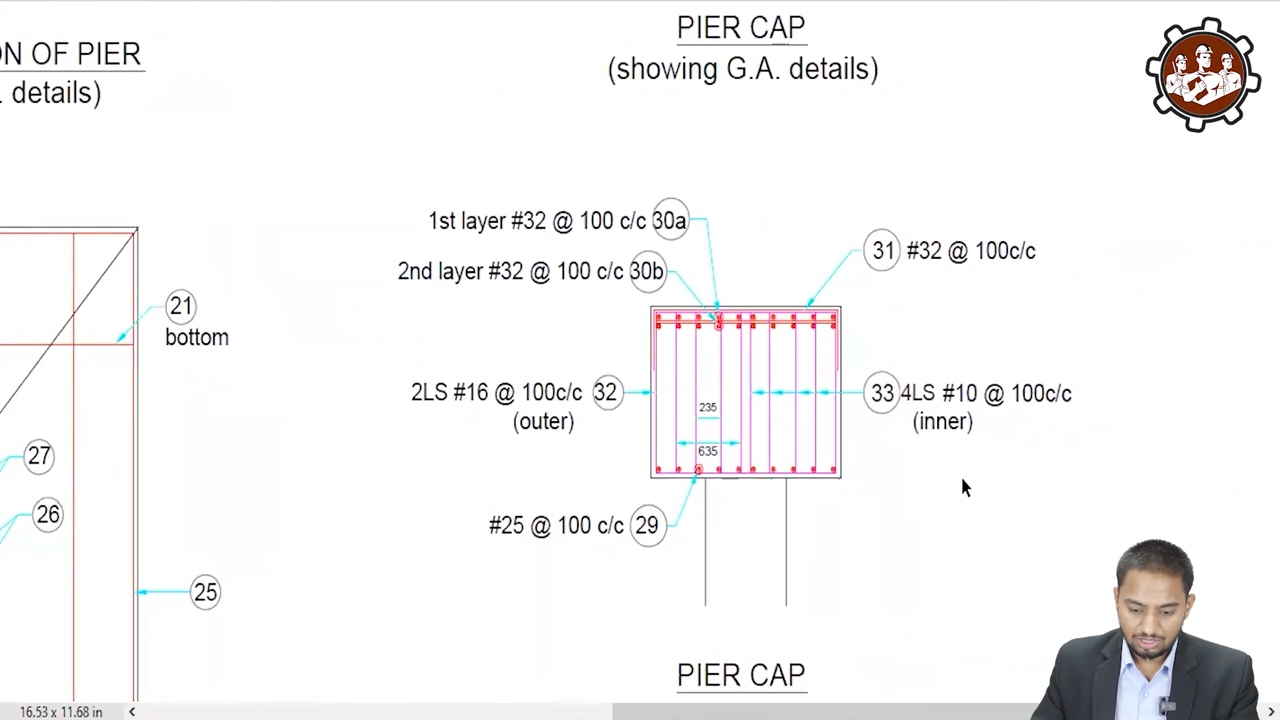 ON OF PIER
. details)
21
bottom
27
26
25
PIER CAP
(showing G.A. details)
1st layer #32 @ 100 c/c 30a
2nd layer #32 @ 100 c/c 30b
31 #32 @ 100c/c
2LS #16 @ 100c/c 32
(outer)
33 4LS #10 @ 100c/c
(inner)
235
635
#25 @ 100 c/c 29
PIER CAP
16.53 x 11.68 in